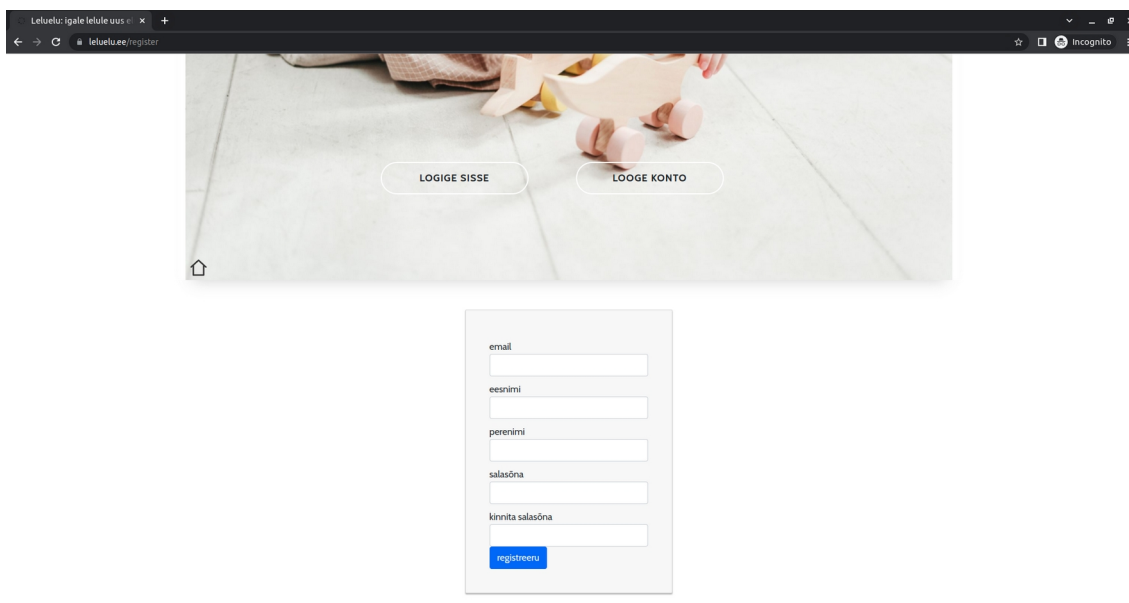 Leluelu: igale lelule uus el
leluelu.ee/register
Incognito
LOGIGE SISSE
LOOGE KONTO
email
eesnimi
perenimi
salasõna
kinnita salasõna
registreeru